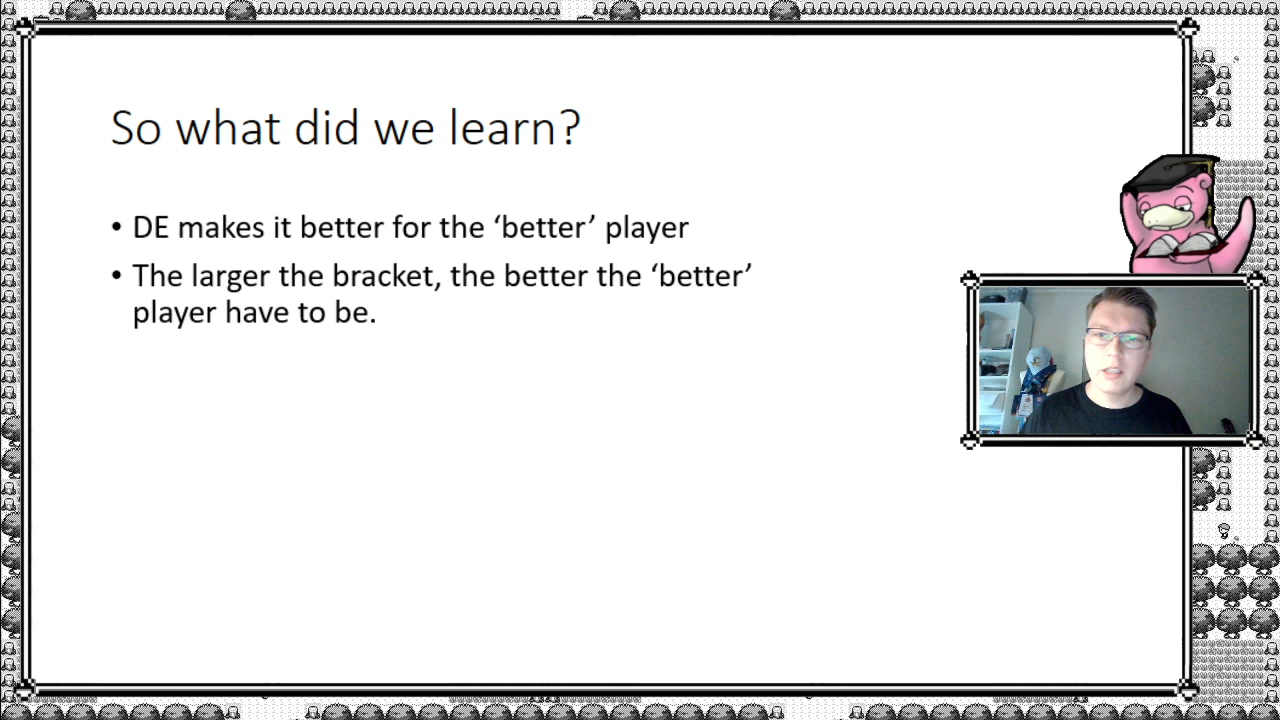 So what did we learn?
• DE makes it better for the ‘better’ player
• The larger the bracket, the better the ‘better’
player have to be.